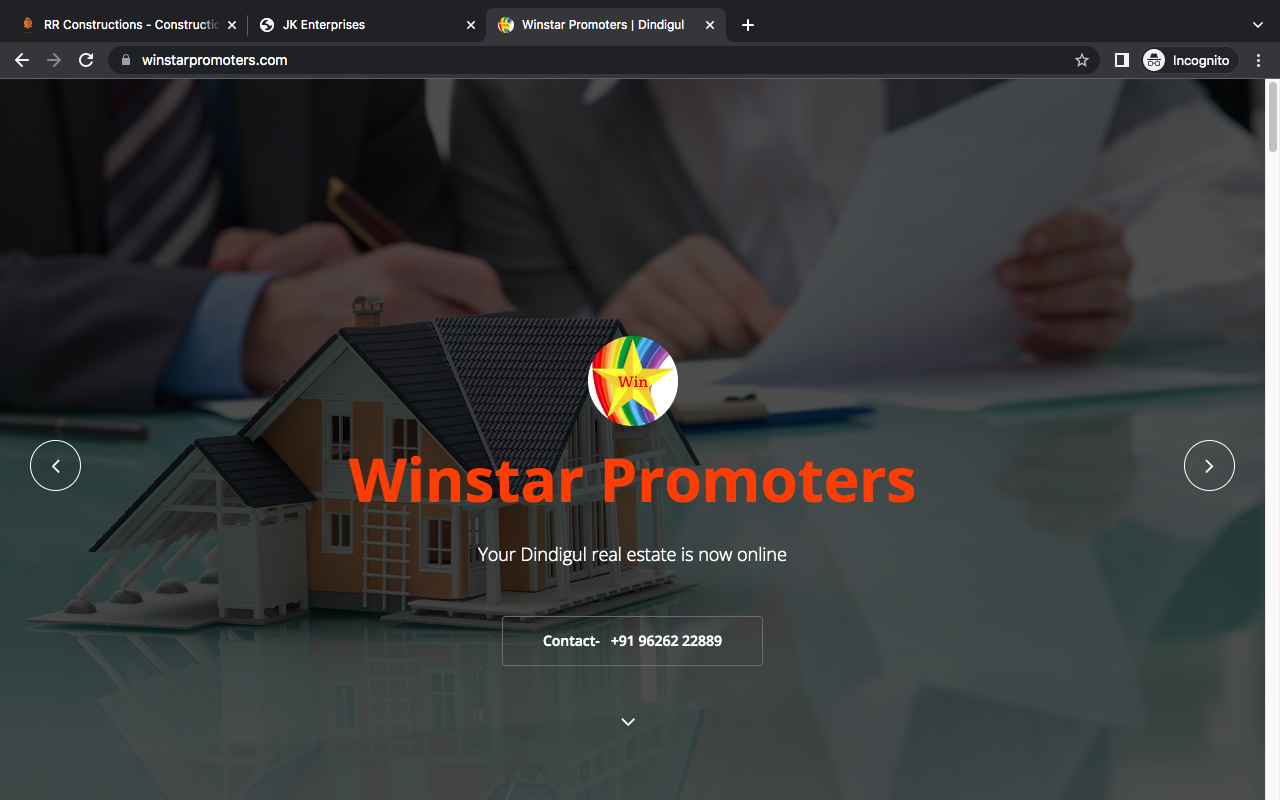 RR Constructions - Constructic
JK Enterprises
Winstar Promoters | Dindigul
winstarpromoters.com
Incognito
Win
Winstar Promoters
Your Dindigul real estate is now online
Contact- +91 96262 22889